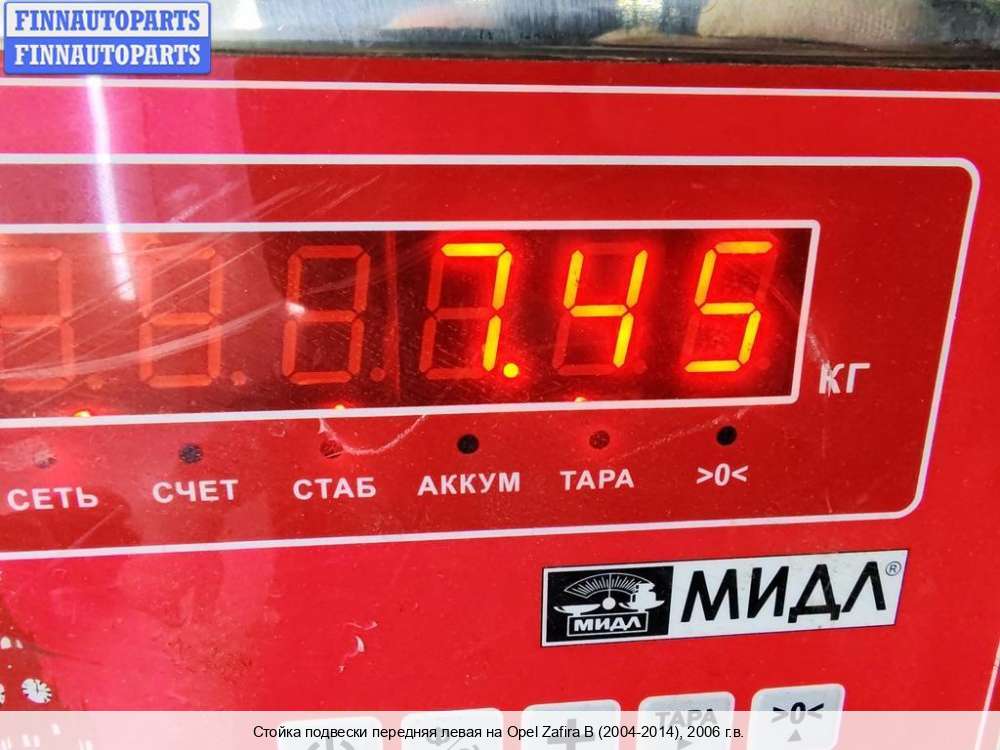 FINNAUTOPARTS
FINNAUTOPARTS
7.45
КГ
СЕТЬ СЧЕТ СТАБ АККУМ ТАРА >0<
МИДЛ МИДЛ®
ТАРА >0<
Стойка подвески передняя левая на Opel Zafira B (2004-2014), 2006 г.в.